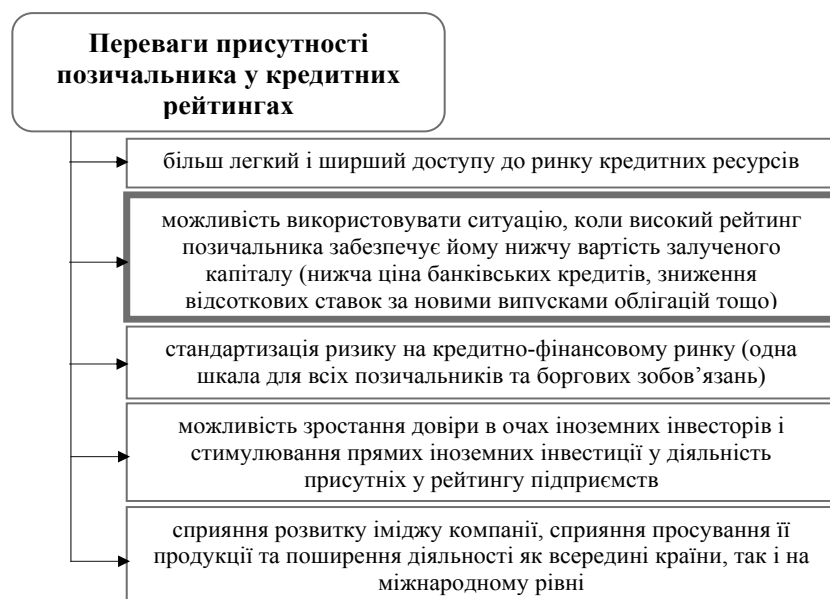 Переваги присутності
позичальника у кредитних
рейтингах
більш легкий і ширший доступу до ринку кредитних ресурсів
можливість використовувати ситуацію, коли високий рейтинг
позичальника забезпечує йому нижчу вартість залученого
капіталу (нижча ціна банківських кредитів, зниження
відсоткових ставок за новими випусками облігацій тощо)
стандартизація ризику на кредитно-фінансовому ринку (одна
шкала для всіх позичальників та боргових зобов’язань)
можливість зростання довіри в очах іноземних інвесторів і
стимулювання прямих іноземних інвестиції у діяльність
присутніх у рейтингу підприємств
сприяння розвитку іміджу компанії, сприяння просування її
продукції та поширення діяльності як всередині країни, так і на
міжнародному рівні